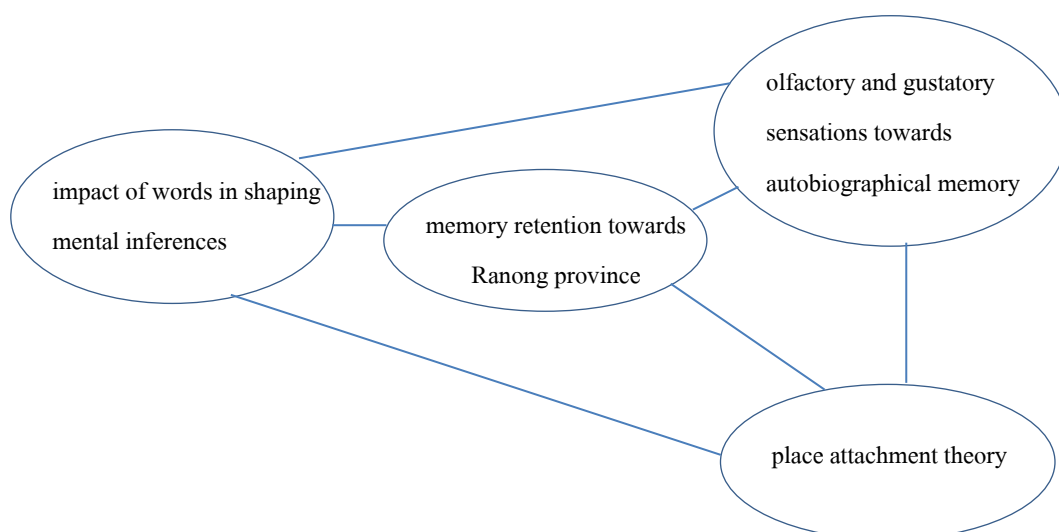 impact of words in shaping
mental inferences
memory retention towards
Ranong province
olfactory and gustatory
sensations towards
autobiographical memory
place attachment theory